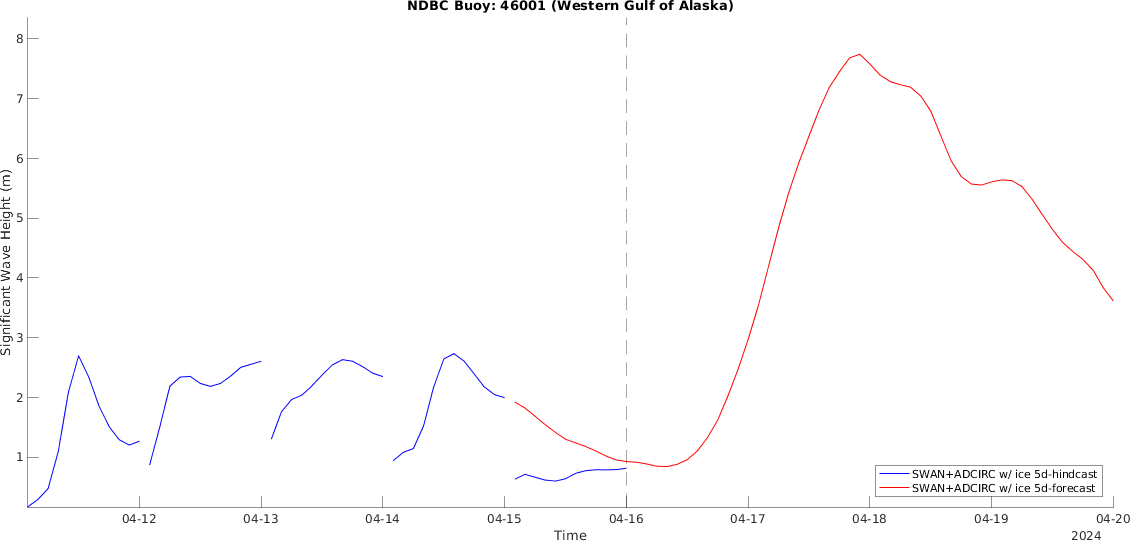 NDBC Buoy: 46001 (Western Gulf of Alaska)
Significant Wave Height (m)
8
7
6
5
4
3
2
1
SWAN+ADCIRC w/ ice 5d-hindcast
SWAN+ADCIRC w/ ice 5d-forecast
04-12 04-13 04-14 04-15 04-16 04-17 04-18 04-19 04-20
Time
2024